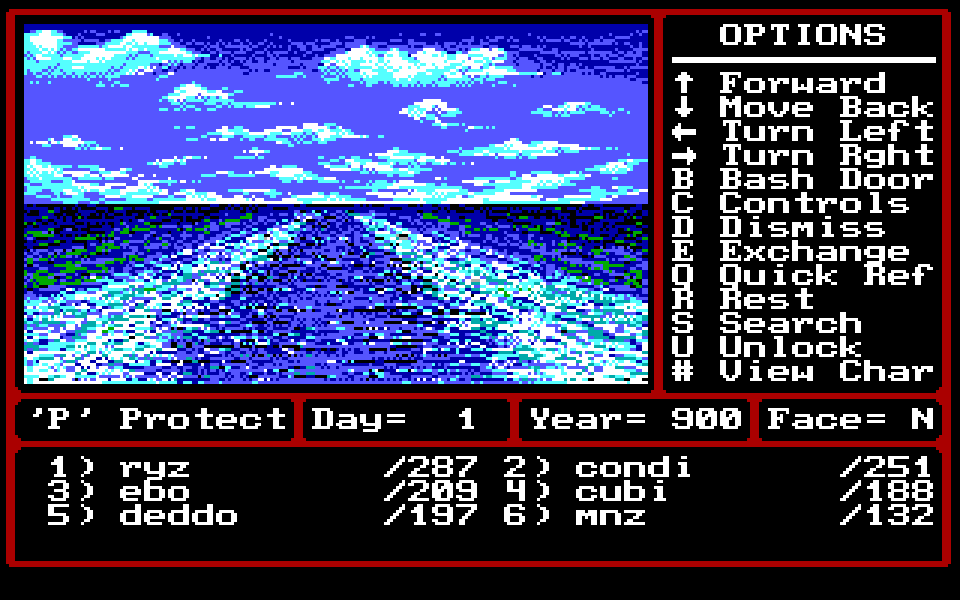 OPTIONS
↑ Forward
↓ Move Back
← Turn Left
→ Turn Rght
B Bash Door
C Controls
D Dismiss
E Exchange
Q Quick Ref
R Rest
S Search
U Unlock
# View Char
'P' Protect Day= 1 Year= 900 Face= N
1) ryz /287 2) condi /251
3) ebo /209 4) cubi /188
5) deddo /197 6) mnz /132